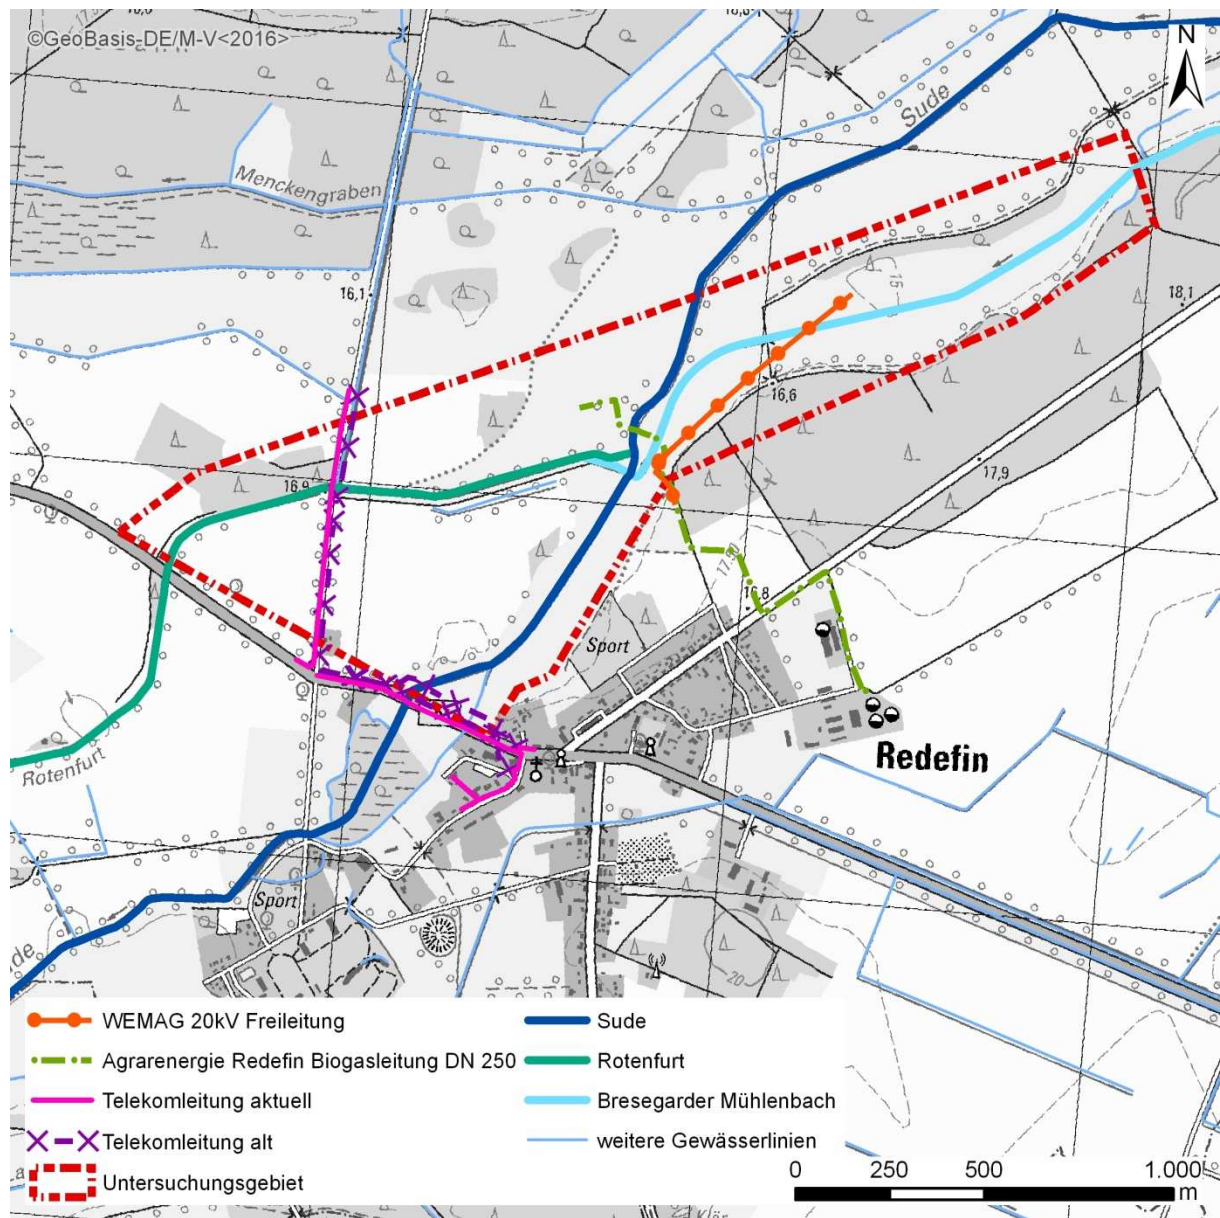 ©GeoBasis-DE/M-V<2016>
N
Sude
Menckengraben
16,1
18,1
16,6
17,9
16,9
17,50
16,8
Sport
Redefin
Rotenfurt
Sport
20
WEMAG 20kV Freileitung
Agrarenergie Redefin Biogasleitung DN 250
Telekomleitung aktuell
Telekomleitung alt
Untersuchungsgebiet
Sude
Rotenfurt
Bresegarder Mühlenbach
weitere Gewässerlinien
0 250 500 1.000
m